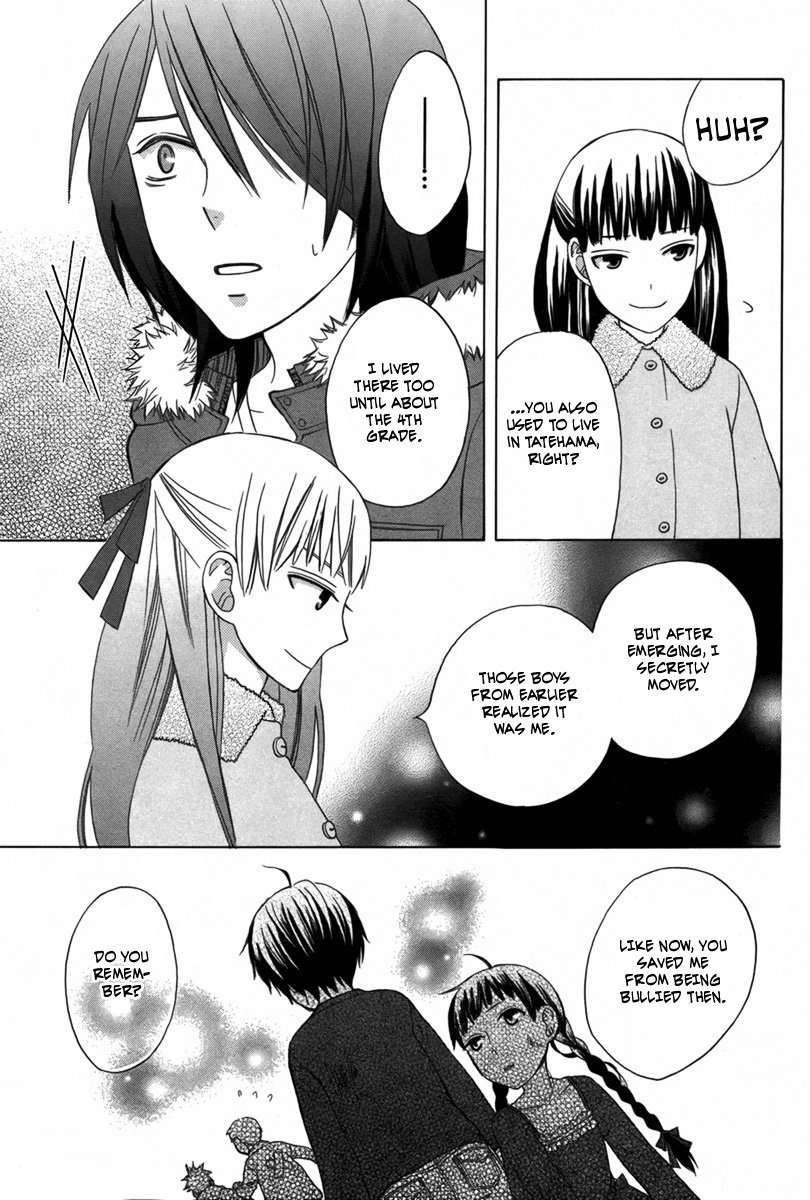 HUH?
...YOU ALSO
USED TO LIVE
IN TATEHAMA,
RIGHT?
I LIVED
THERE TOO
UNTIL ABOUT
THE 4TH
GRADE.
BUT AFTER
EMERGING, I
SECRETLY
MOVED.
THOSE BOYS
FROM EARLIER
REALIZED IT
WAS ME.
LIKE NOW, YOU
SAVED ME
FROM BEING
BULLIED THEN.
DO YOU
REMEM-
BER?